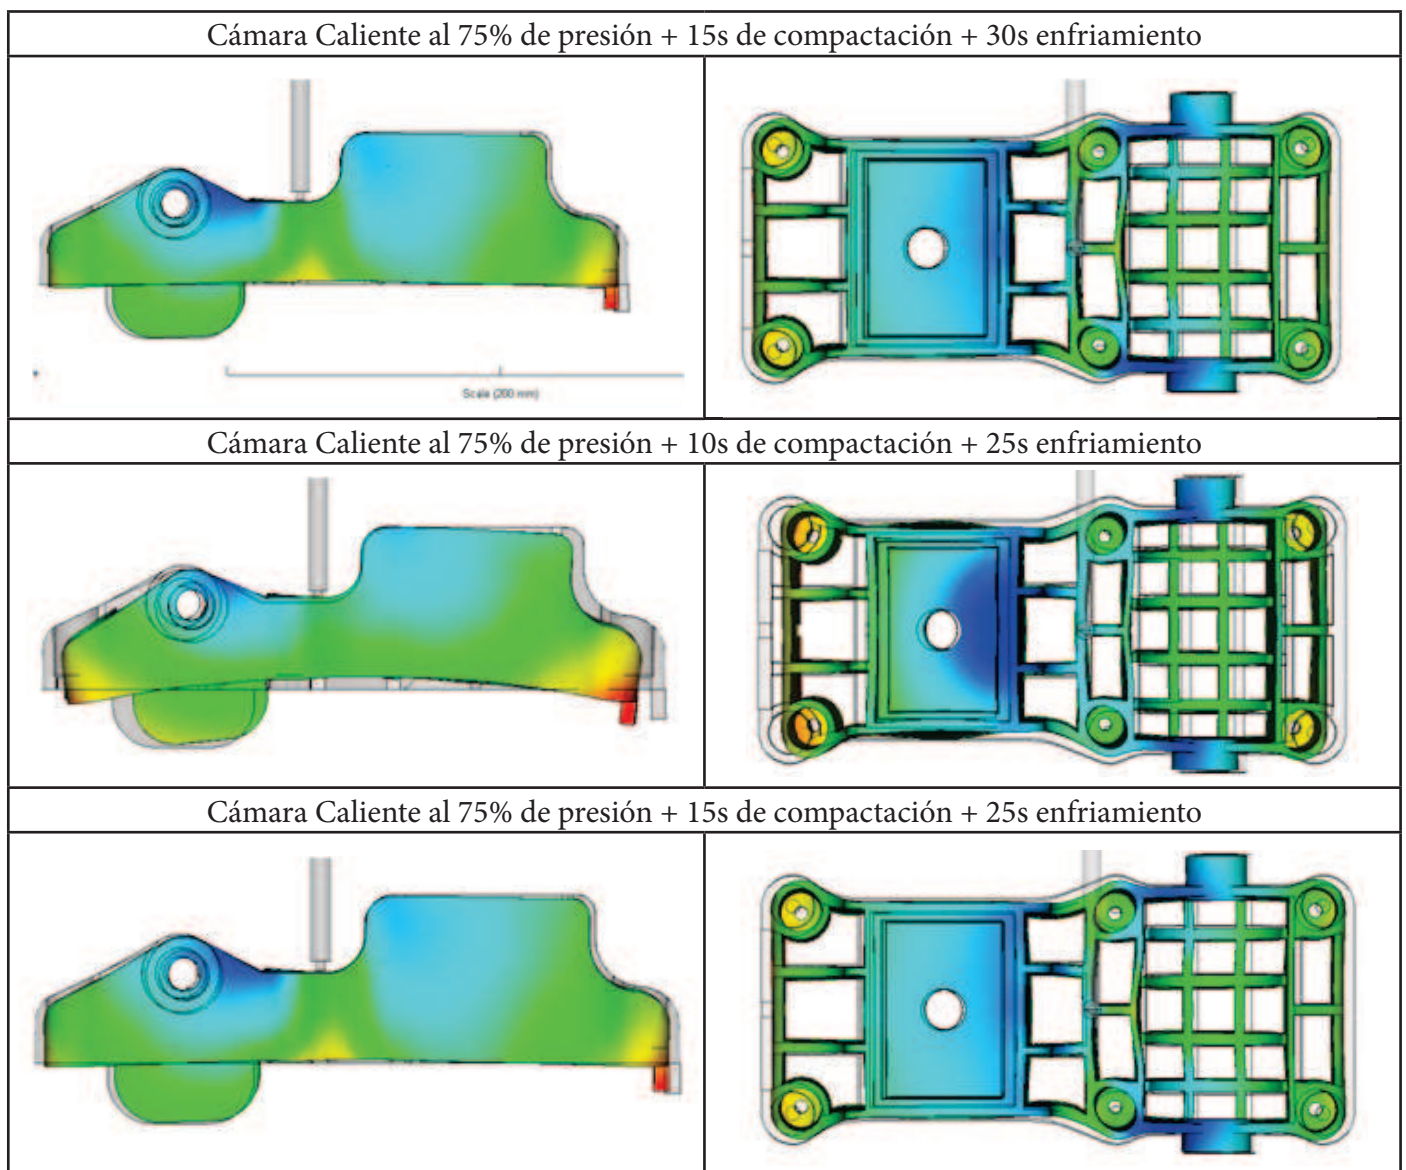 Cámara Caliente al 75% de presión + 15s de compactación + 30s enfriamiento
Scale (200 mm)
Cámara Caliente al 75% de presión + 10s de compactación + 25s enfriamiento
Cámara Caliente al 75% de presión + 15s de compactación + 25s enfriamiento